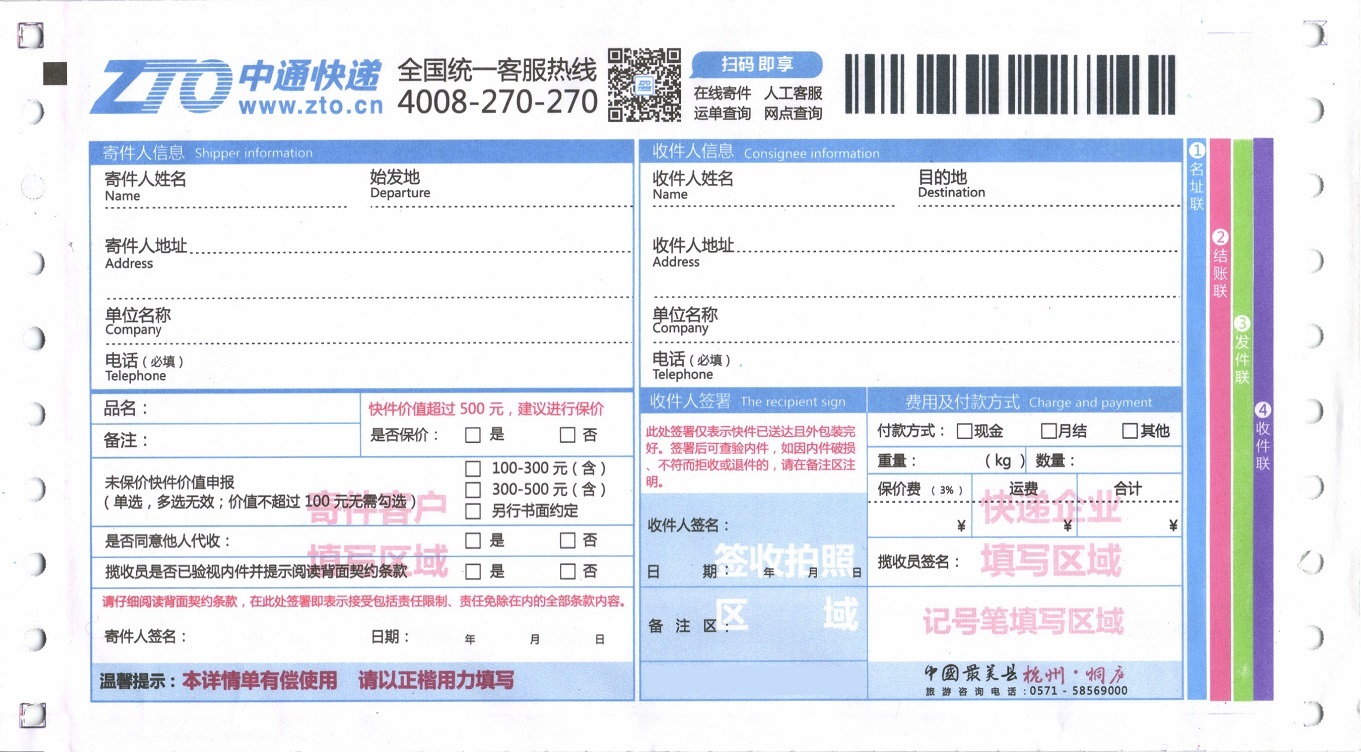 ZTO 中通快递
www.zto.cn
全国统一客服热线
4008-270-270
扫码即享
在线寄件 人工客服
运单查询 网点查询
寄件人信息 Shipper information
寄件人姓名 始发地
Name Departure
寄件人地址
Address
单位名称
Company
电话（必填）
Telephone
品名：
备注：
快件价值超过 500 元，建议进行保价
是否保价： 是 否
未保价快件价值申报
（单选，多选无效；价值不超过 100 元无需勾选）
100-300 元（含）
300-500 元（含）
另行书面约定
寄件客户
填写区域
是否同意他人代收： 是 否
揽收员是否已验视内件并提示阅读背面契约条款 是 否
请仔细阅读背面契约条款，在此处签署即表示接受包括责任限制、责任免除在内的全部条款内容。
寄件人签名： 日期： 年 月 日
温馨提示：本详情单有偿使用 请以正楷用力填写
收件人信息 Consignee information
收件人姓名 目的地
Name Destination
收件人地址
Address
单位名称
Company
电话（必填）
Telephone
收件人签署 The recipient sign
此处签署仅表示快件已送达且外包装完
好。签署后可查验内件，如因内件破损
、不符而拒收或退件的，请在备注区注
明。
收件人签名：
签收拍照
日 期： 年 月 日
区 域
备 注 区：
费用及付款方式 Charge and payment
付款方式： 现金 月结 其他
重量： （kg） 数量：
保价费（3%） 运费 合计
¥ ¥ ¥
快递企业
填写区域
揽收员签名：
记号笔填写区域
中國最美县 杭州·桐庐
旅游咨询电话：0571 - 58569000
1 名址联
2 结账联
3 发件联
4 收件联